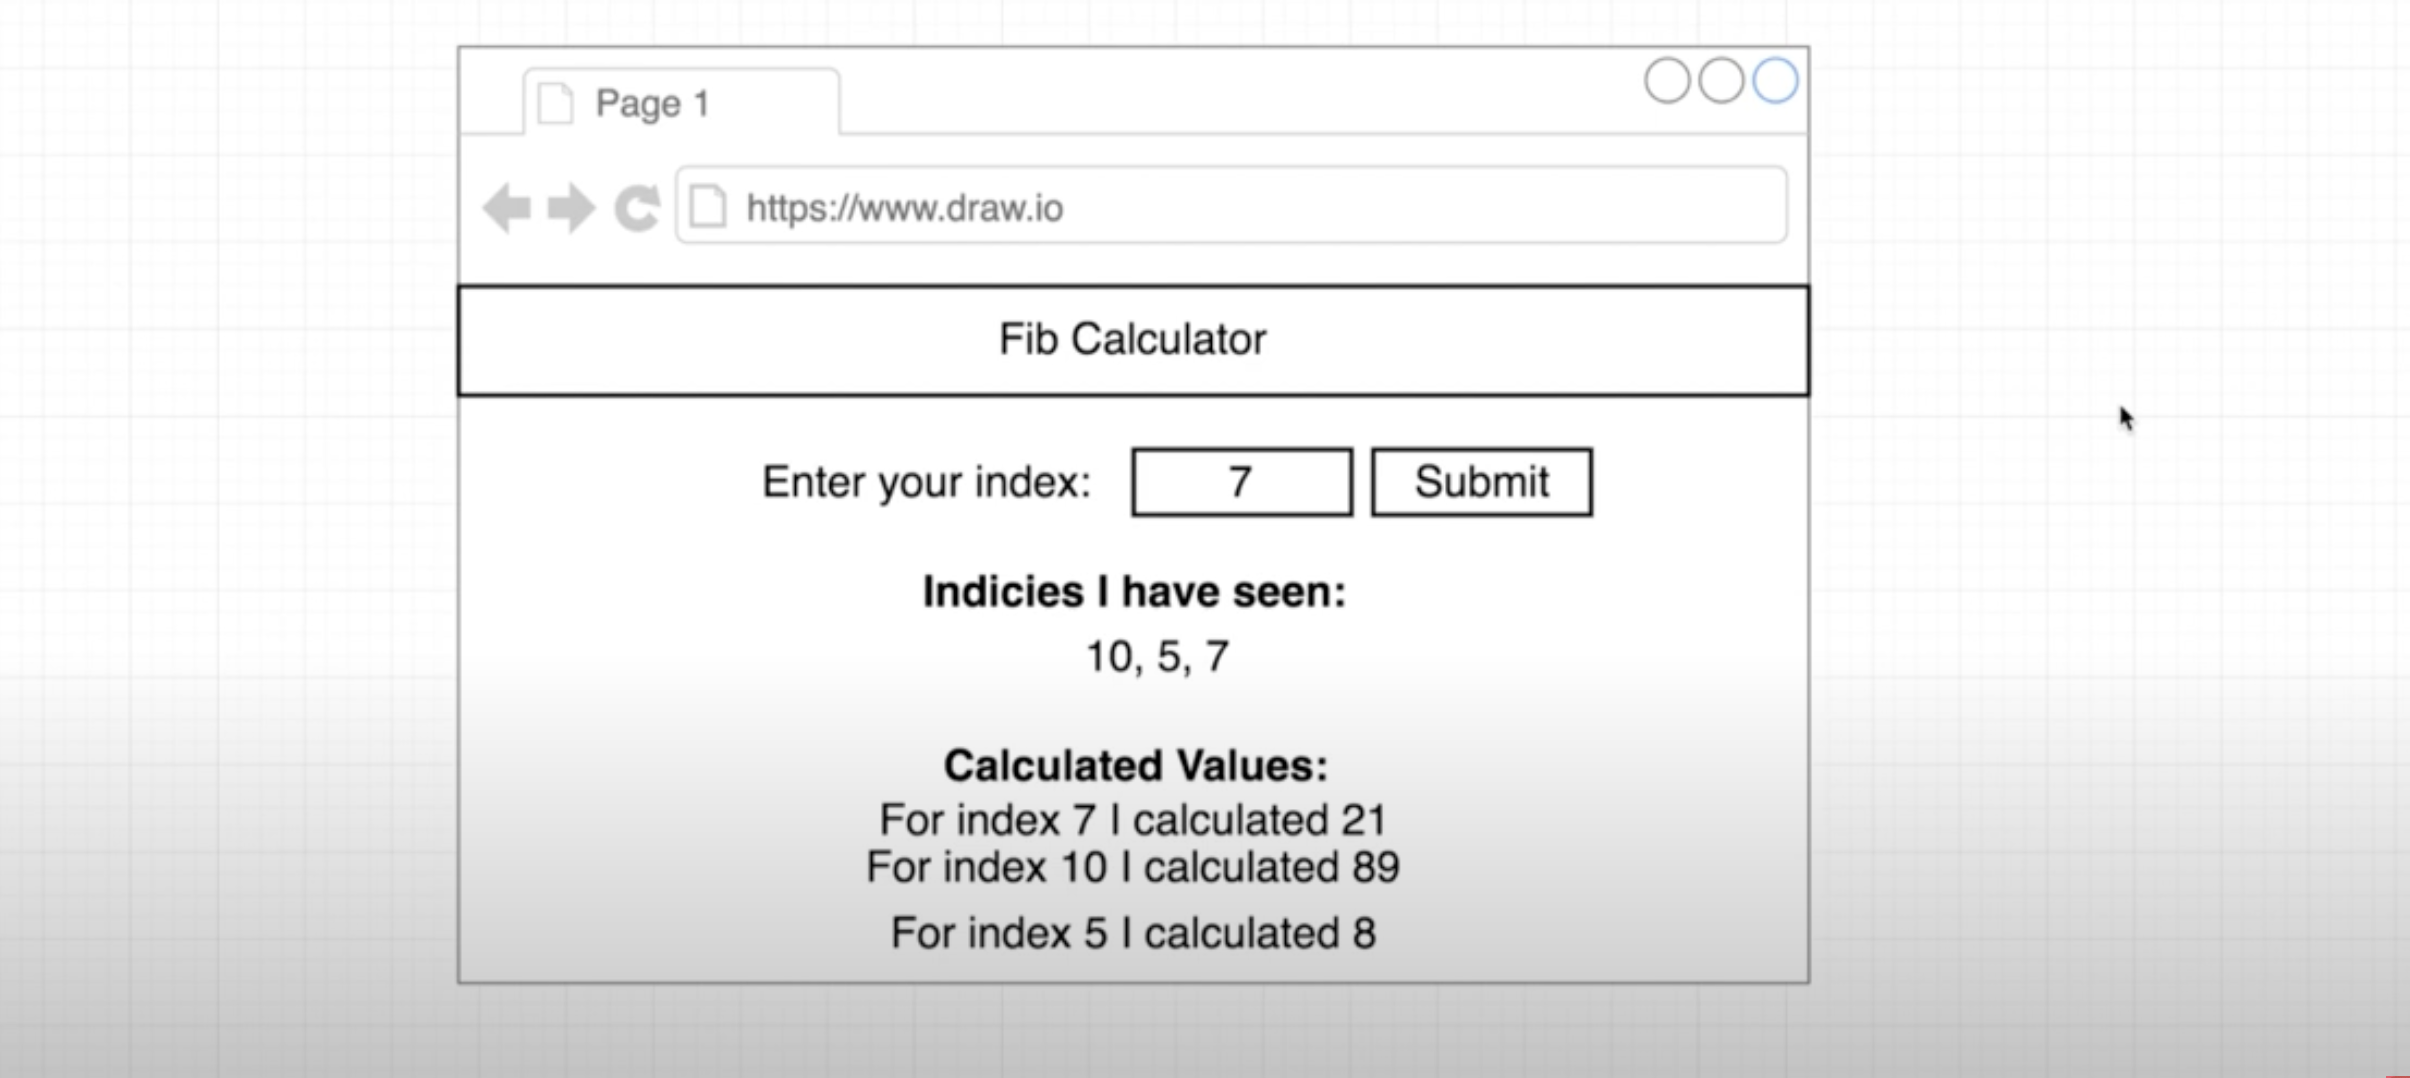 Page 1
https://www.draw.io
Fib Calculator
Enter your index: 7 Submit
Indicies I have seen:
10, 5, 7
Calculated Values:
For index 7 I calculated 21
For index 10 I calculated 89
For index 5 I calculated 8